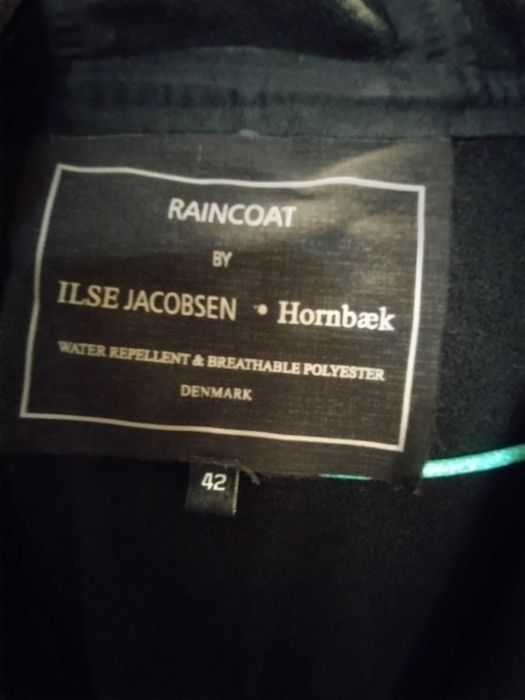 RAINCOAT
BY
ILSE JACOBSEN • Hornbæk
WATER REPELLENT & BREATHABLE POLYESTER
DENMARK
42